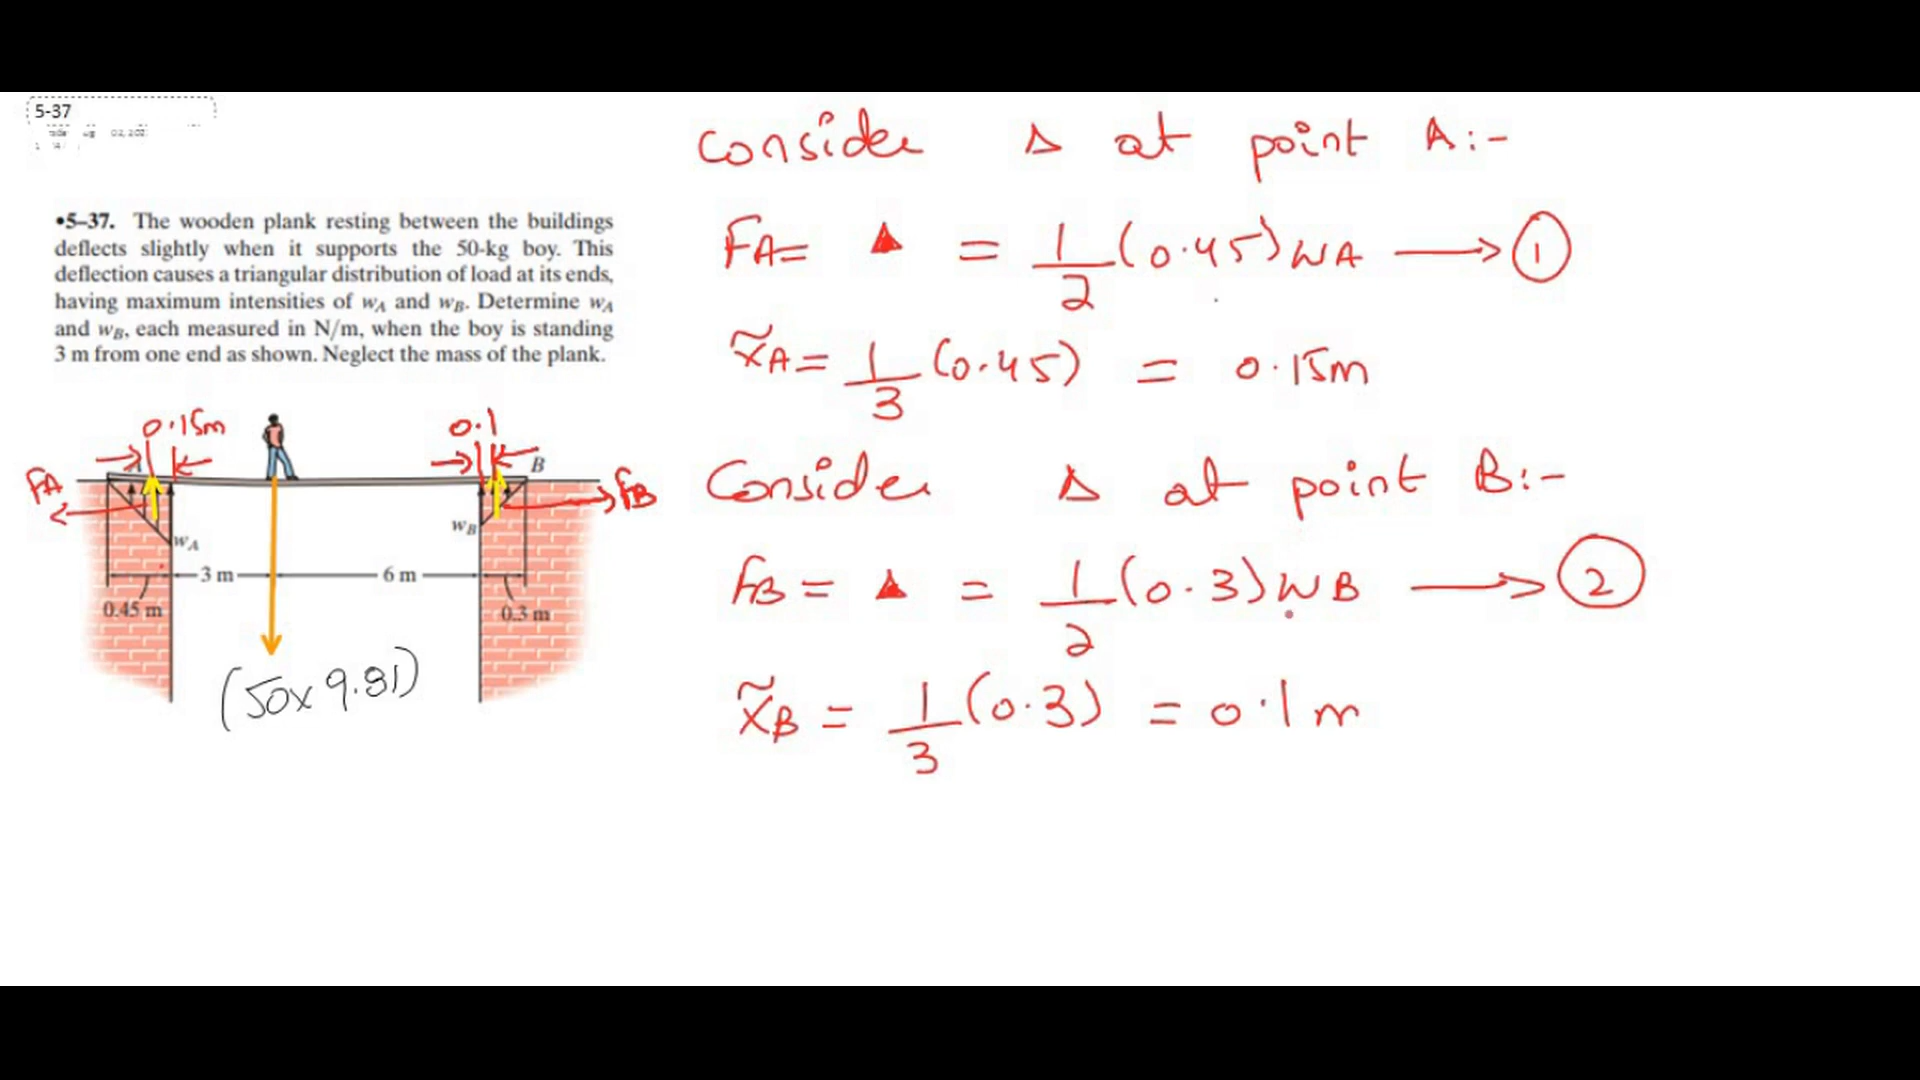 5-37
•5–37. The wooden plank resting between the buildings
deflects slightly when it supports the 50-kg boy. This
deflection causes a triangular distribution of load at its ends,
having maximum intensities of wA and wB. Determine wA
and wB, each measured in N/m, when the boy is standing
3 m from one end as shown. Neglect the mass of the plank.
0.15m
0.1
A
B
FA
FB
wA
wB
3 m
6 m
0.45 m
0.3 m
(50x9.81)
Consider Δ at point A:-
FA= ▲ = 1/2 (0.45) WA → ①
x̃A= 1/3 (0.45) = 0.15m
Consider Δ at point B:-
FB = ▲ = 1/2 (0.3) WB → ②
x̃B = 1/3 (0.3) = 0.1m